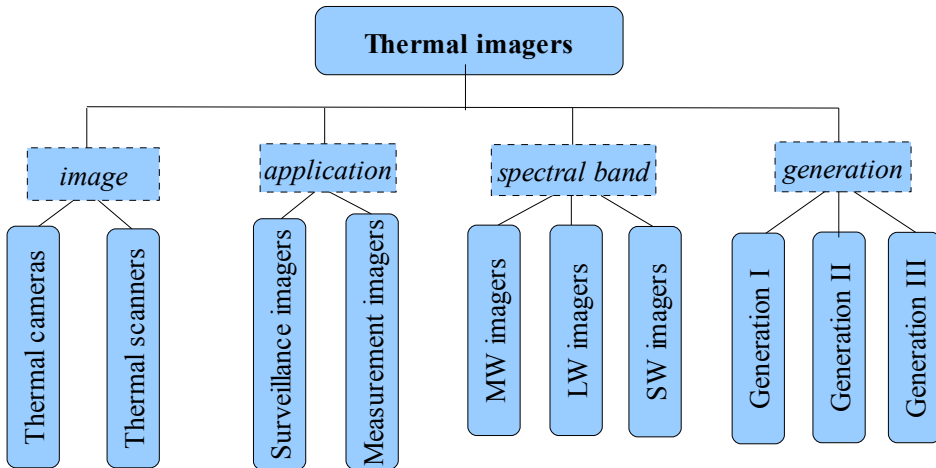 Thermal imagers
image
application
spectral band
generation
Thermal cameras
Thermal scanners
Surveillance imagers
Measurement imagers
MW imagers
LW imagers
SW imagers
Generation I
Generation II
Generation III